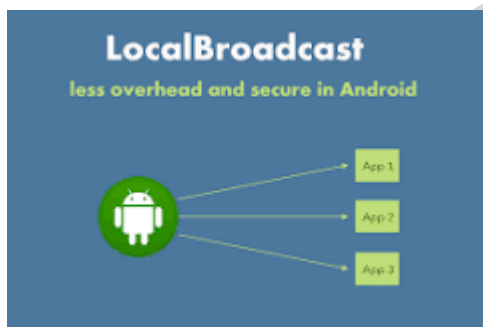 LocalBroadcast
less overhead and secure in Android
App 1
App 2
App 3